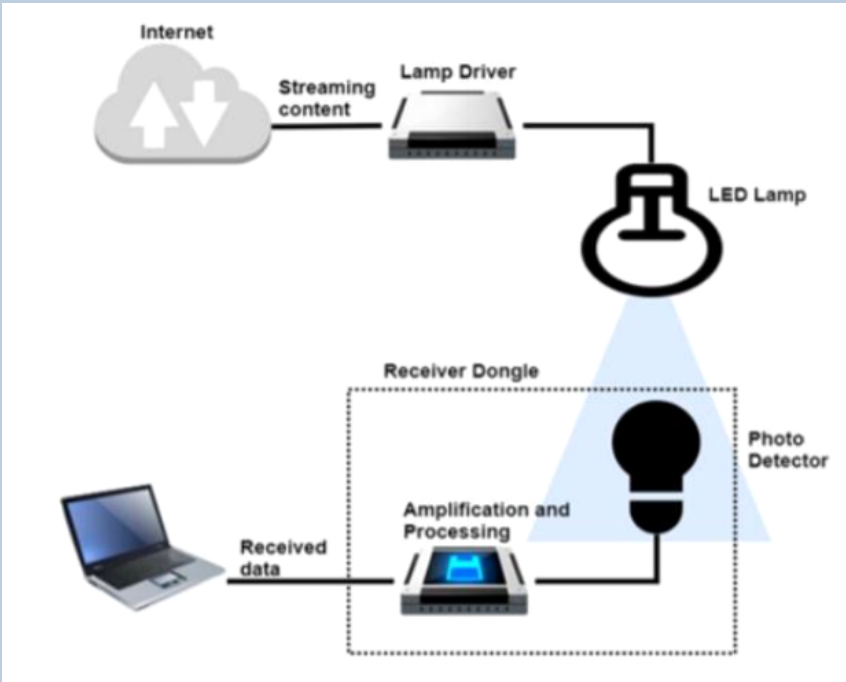 Internet
Streaming
content
Lamp Driver
LED Lamp
Receiver Dongle
Photo
Detector
Amplification and
Processing
Received
data